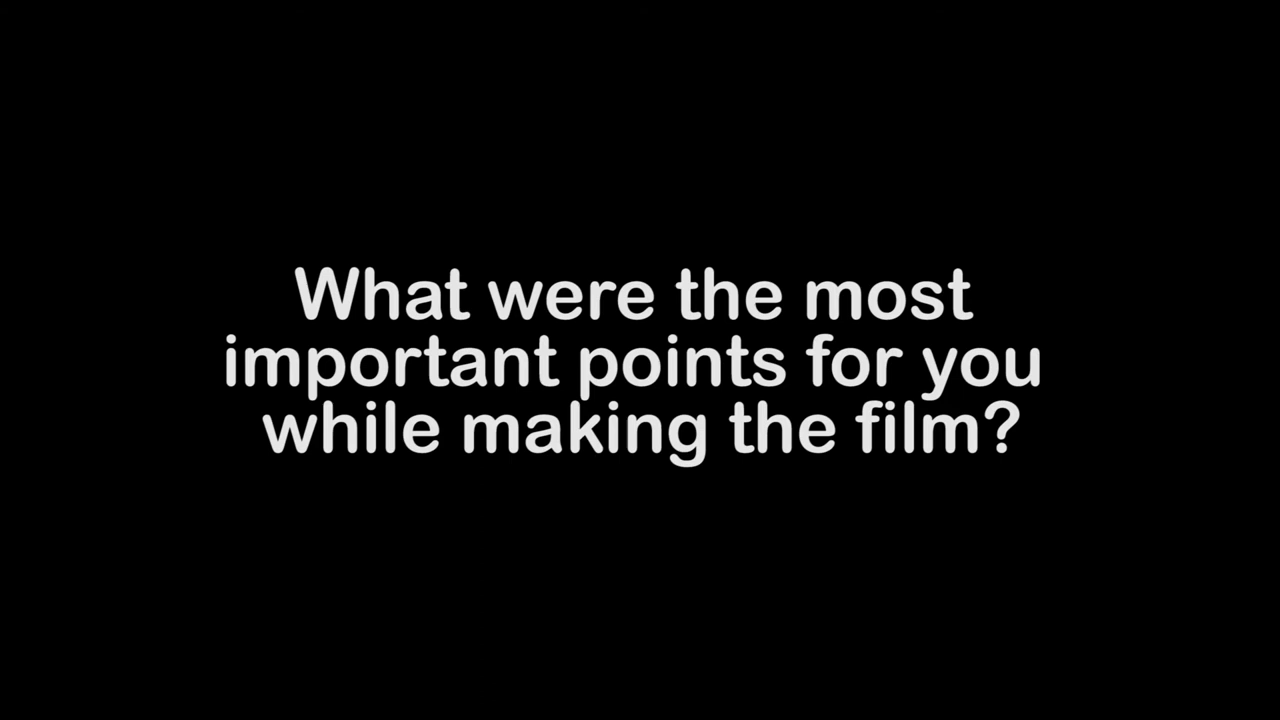 What were the most
important points for you
while making the film?